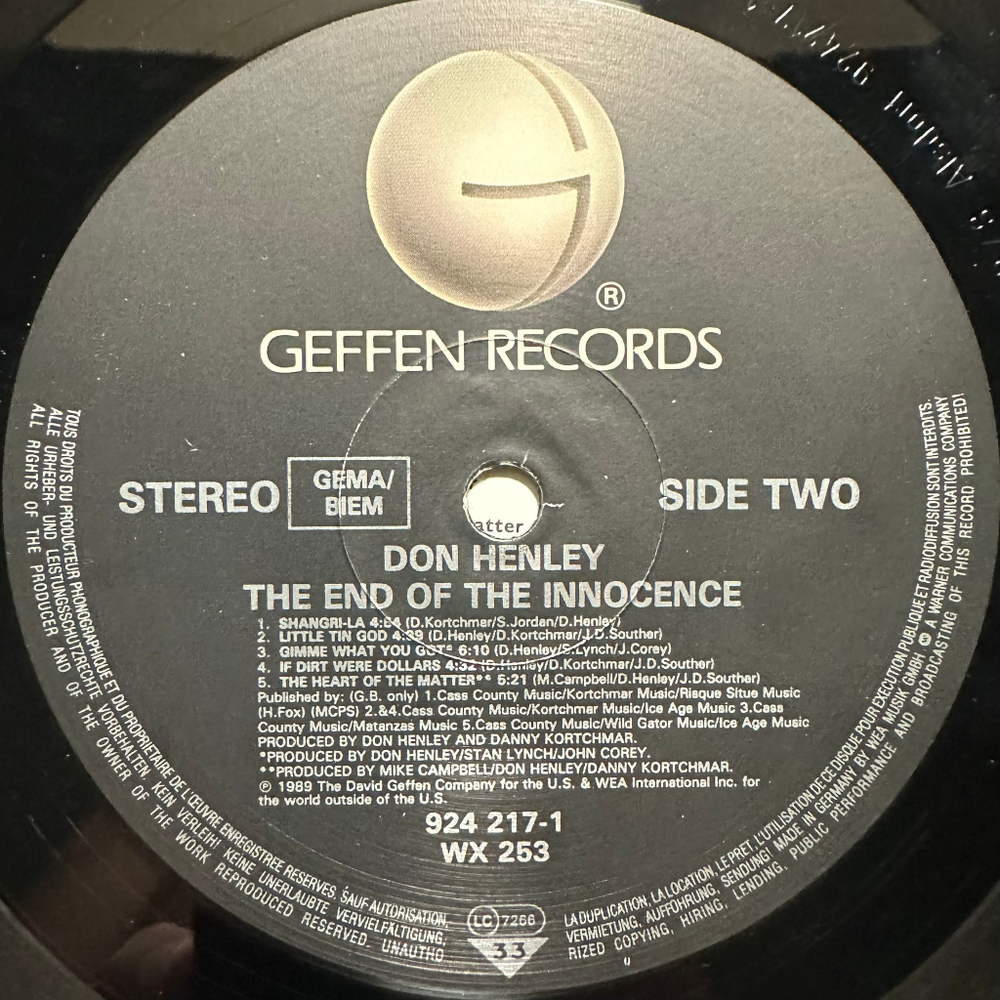 Alsdorf 924217
®
GEFFEN RECORDS
STEREO
GEMA/
BIEM
SIDE TWO
atter
DON HENLEY
THE END OF THE INNOCENCE
1. SHANGRI-LA 4:54 (D.Kortchmar/S.Jordan/D.Henley)
2. LITTLE TIN GOD 4:39 (D.Henley/D.Kortchmar/J.D.Souther)
3. GIMME WHAT YOU GOT* 6:10 (D.Henley/S.Lynch/J.Corey)
4. IF DIRT WERE DOLLARS 4:32 (D.Henley/D.Kortchmar/J.D.Souther)
5. THE HEART OF THE MATTER** 5:21 (M.Campbell/D.Henley/J.D.Souther)
Published by: (G.B. only) 1.Cass County Music/Kortchmar Music/Risque Situe Music
(H.Fox) (MCPS) 2.&4.Cass County Music/Kortchmar Music/Ice Age Music 3.Cass
County Music/Matanzas Music 5.Cass County Music/Wild Gator Music/Ice Age Music
PRODUCED BY DON HENLEY AND DANNY KORTCHMAR.
*PRODUCED BY DON HENLEY/STAN LYNCH/JOHN COREY.
**PRODUCED BY MIKE CAMPBELL/DON HENLEY/DANNY KORTCHMAR.
℗ 1989 The David Geffen Company for the U.S. & WEA International Inc. for
the world outside of the U.S.
924 217-1
WX 253
LC 7266
33
TOUS DROITS DU PRODUCTEUR PHONOGRAPHIQUE ET DU PROPRIETAIRE DE L'ŒUVRE ENREGISTREE RESERVES. SAUF AUTORISATION, LA DUPLICATION, LA LOCATION, LE PRET, L'UTILISATION DE CE DISQUE POUR EXECUTION PUBLIQUE ET RADIODIFFUSION SONT INTERDITS.
ALLE URHEBER- UND LEISTUNGSSCHUTZRECHTE VORBEHALTEN. KEIN VERLEIH! KEINE UNERLAUBTE VERVIELFÄLTIGUNG, VERMIETUNG, AUFFÜHRUNG, SENDUNG! MADE IN GERMANY BY WEA MUSIK GMBH A WARNER COMMUNICATIONS COMPANY
ALL RIGHTS OF THE PRODUCER AND OF THE OWNER OF THE WORK REPRODUCED RESERVED. UNAUTHORIZED COPYING, HIRING, LENDING, PUBLIC PERFORMANCE AND BROADCASTING OF THIS RECORD PROHIBITED!